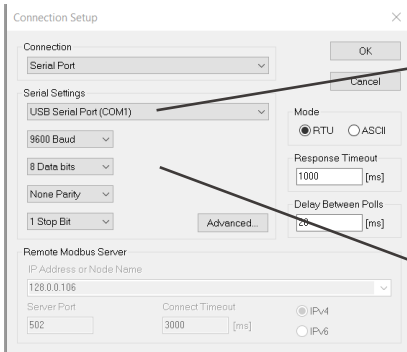 Connection Setup
Connection
Serial Port
OK
Cancel
Serial Settings
USB Serial Port (COM1)
Mode
RTU
ASCII
9600 Baud
8 Data bits
Response Timeout
1000
[ms]
None Parity
Delay Between Polls
20
[ms]
1 Stop Bit
Advanced...
Remote Modbus Server
IP Address or Node Name
128.0.0.106
Server Port
Connect Timeout
502
3000
[ms]
IPv4
IPv6